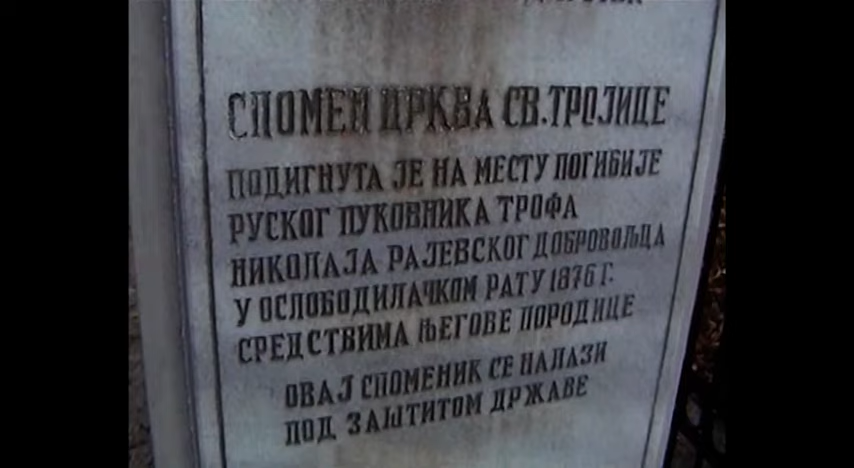 СПОМЕН ЦРКВА СВ.ТРОЈИЦЕ
ПОДИГНУТА ЈЕ НА МЕСТУ ПОГИБИЈЕ
РУСКОГ ПУКОВНИКА ТРОФА
НИКОЛАЈА РАЈЕВСКОГ ДОБРОВОЉЦА
У ОСЛОБОДИЛАЧКОМ РАТУ 1876 Г.
СРЕДСТВИМА ЊЕГОВЕ ПОРОДИЦЕ
ОВАЈ СПОМЕНИК СЕ НАЛАЗИ
ПОД ЗАШТИТОМ ДРЖАВЕ